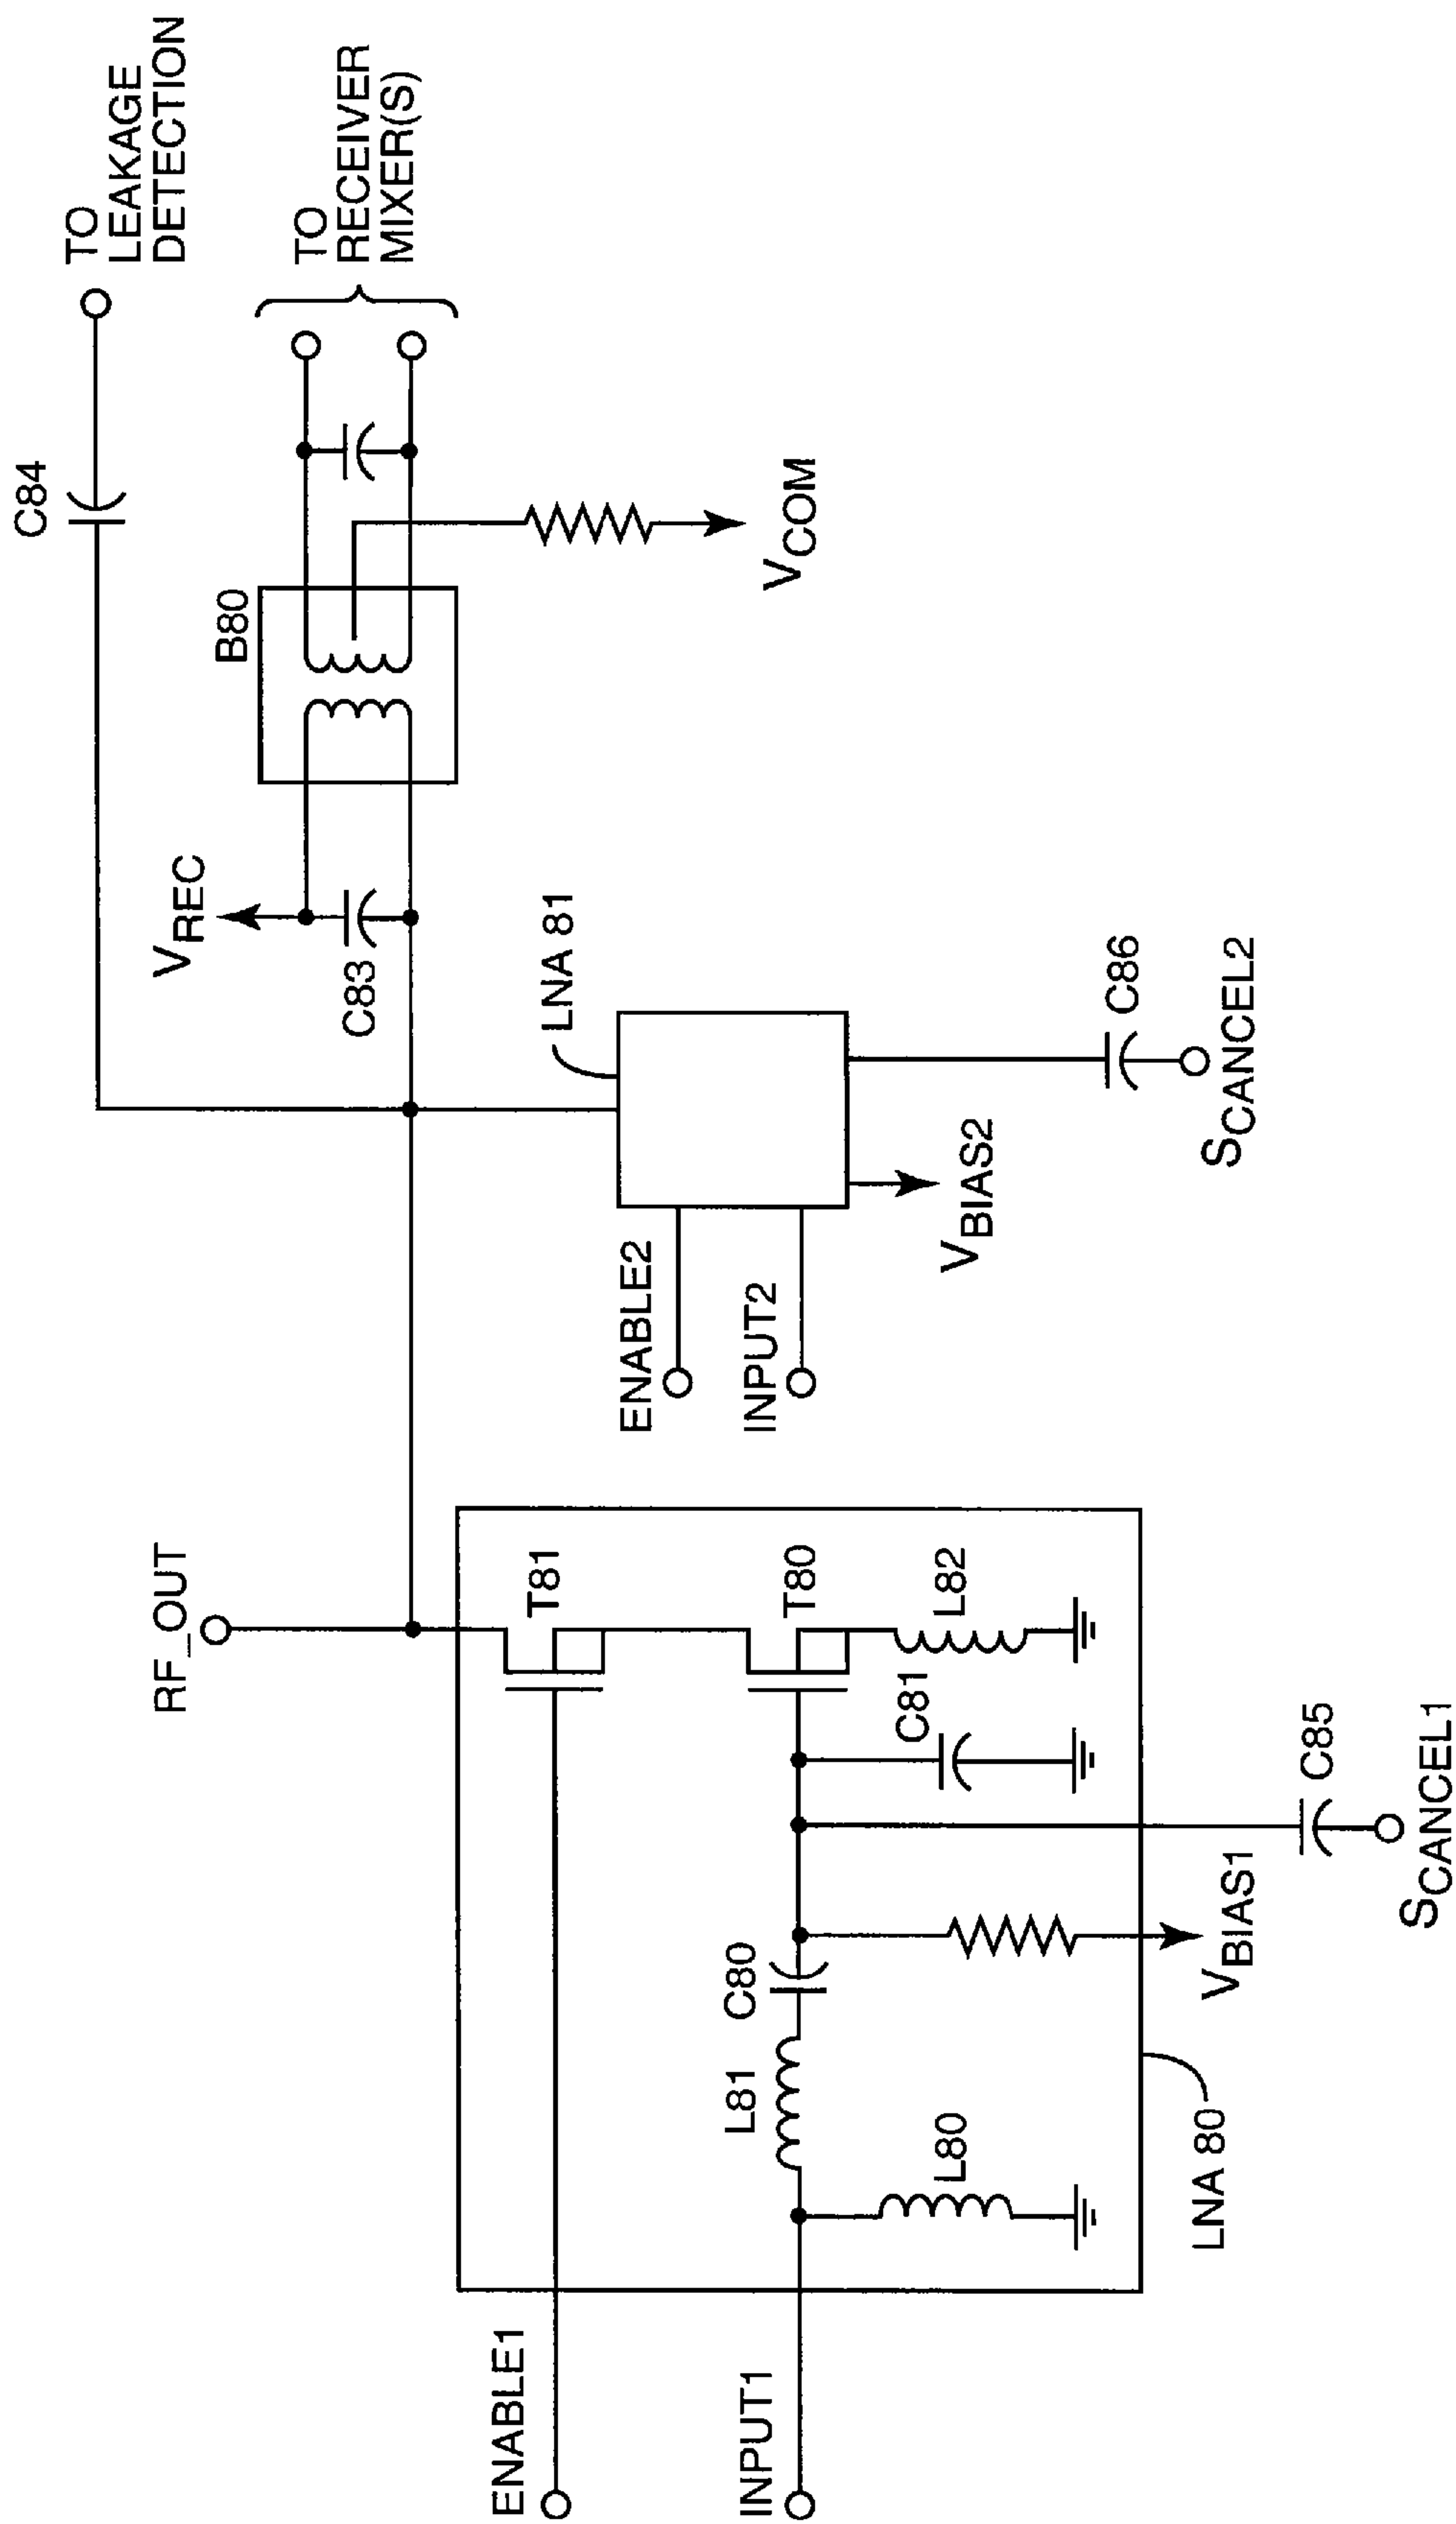 C84
TO
LEAKAGE
DETECTION
B80
TO
RECEIVER
MIXER(S)
VREC
C83
VCOM
RF_OUT
LNA 81
ENABLE2
INPUT2
VBIAS2
C86
SCANCEL2
ENABLE1
T81
INPUT1
L81
C80
T80
L80
C81
L82
VBIAS1
C85
SCANCEL1
LNA 80